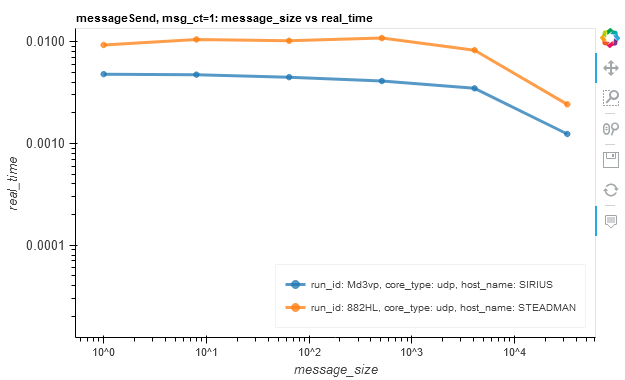 messageSend, msg_ct=1: message_size vs real_time
0.0100
0.0010
0.0001
real_time
10^0
10^1
10^2
10^3
10^4
message_size
run_id: Md3vp, core_type: udp, host_name: SIRIUS
run_id: 882HL, core_type: udp, host_name: STEADMAN